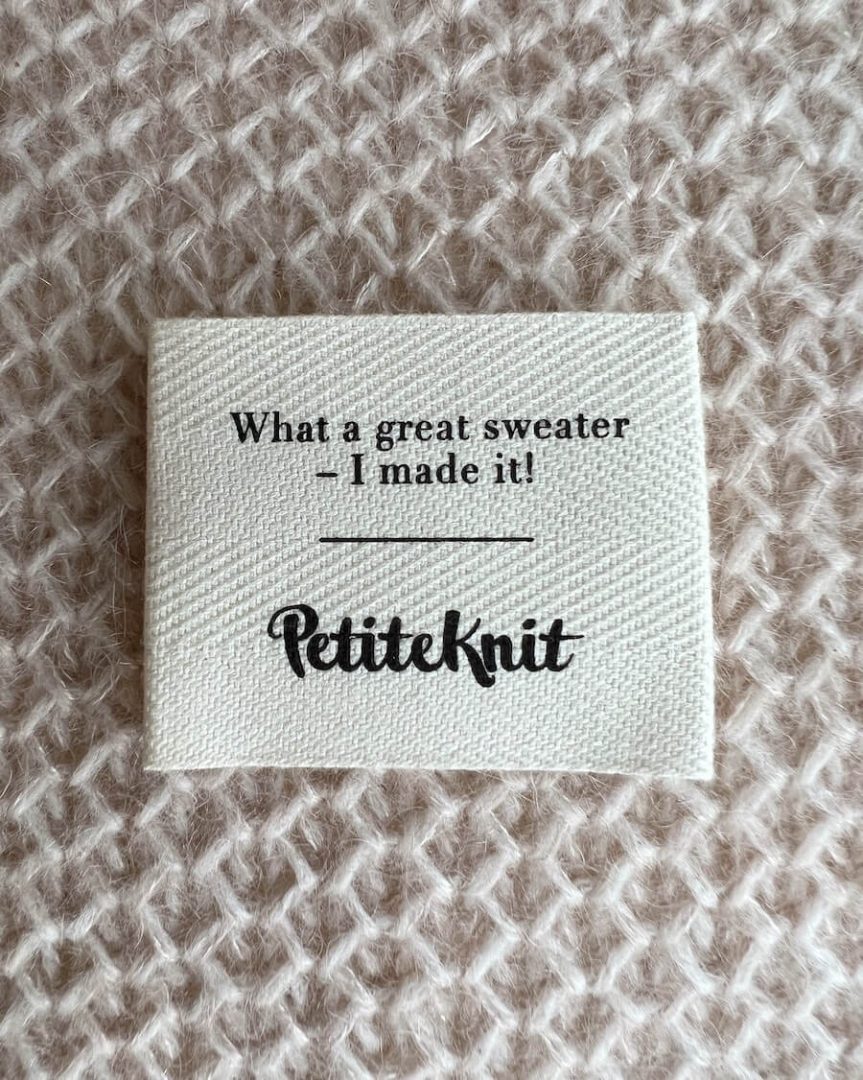 What a great sweater
– I made it!
PetiteKnit